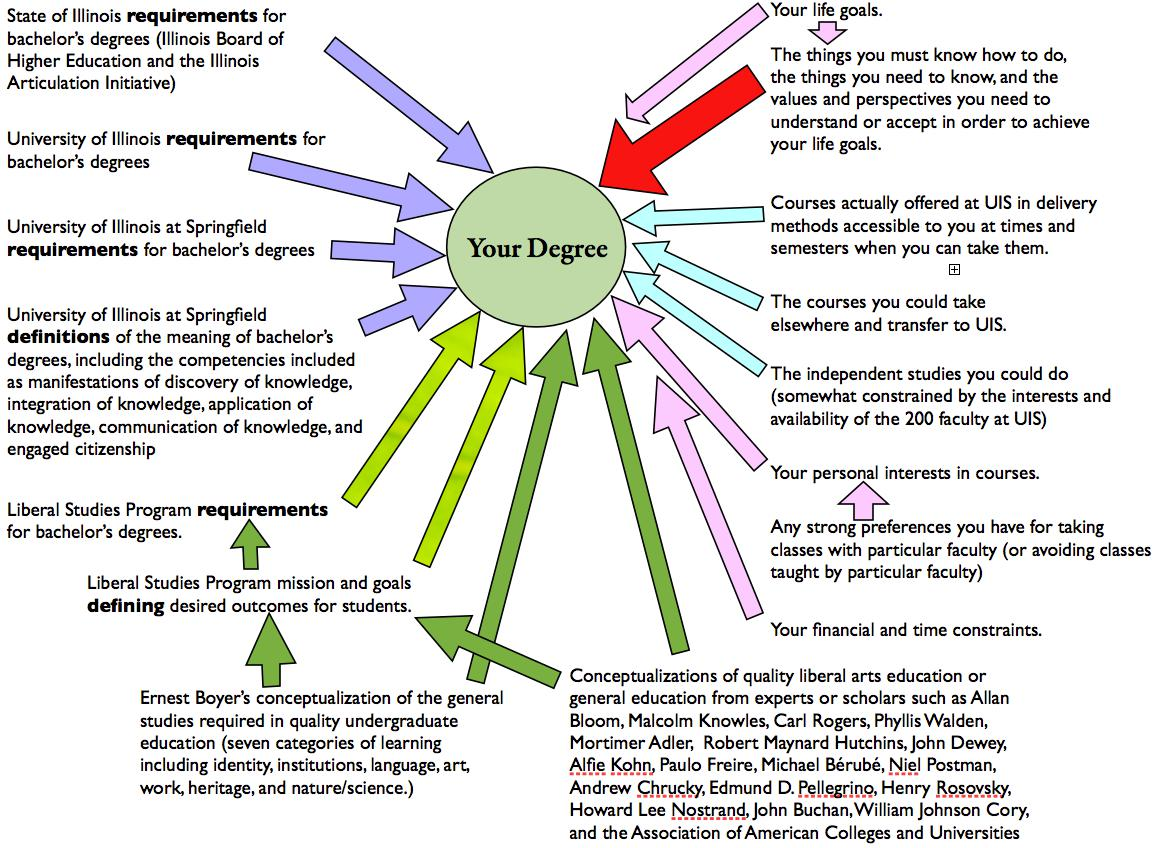 State of Illinois requirements for
bachelor's degrees (Illinois Board of
Higher Education and the Illinois
Articulation Initiative)
University of Illinois requirements for
bachelor's degrees
University of Illinois at Springfield
requirements for bachelor's degrees
University of Illinois at Springfield
definitions of the meaning of bachelor's
degrees, including the competencies included
as manifestations of discovery of knowledge,
integration of knowledge, application of
knowledge, communication of knowledge, and
engaged citizenship
Liberal Studies Program requirements
for bachelor's degrees.
Liberal Studies Program mission and goals
defining desired outcomes for students.
Ernest Boyer's conceptualization of the general
studies required in quality undergraduate
education (seven categories of learning
including identity, institutions, language, art,
work, heritage, and nature/science.)
Your Degree
Your life goals.
The things you must know how to do,
the things you need to know, and the
values and perspectives you need to
understand or accept in order to achieve
your life goals.
Courses actually offered at UIS in delivery
methods accessible to you at times and
semesters when you can take them.
The courses you could take
elsewhere and transfer to UIS.
The independent studies you could do
(somewhat constrained by the interests and
availability of the 200 faculty at UIS)
Your personal interests in courses.
Any strong preferences you have for taking
classes with particular faculty (or avoiding classes
taught by particular faculty)
Your financial and time constraints.
Conceptualizations of quality liberal arts education or
general education from experts or scholars such as Allan
Bloom, Malcolm Knowles, Carl Rogers, Phyllis Walden,
Mortimer Adler, Robert Maynard Hutchins, John Dewey,
Alfie Kohn, Paulo Freire, Michael Bérubé, Niel Postman,
Andrew Chrucky, Edmund D. Pellegrino, Henry Rosovsky,
Howard Lee Nostrand, John Buchan, William Johnson Cory,
and the Association of American Colleges and Universities